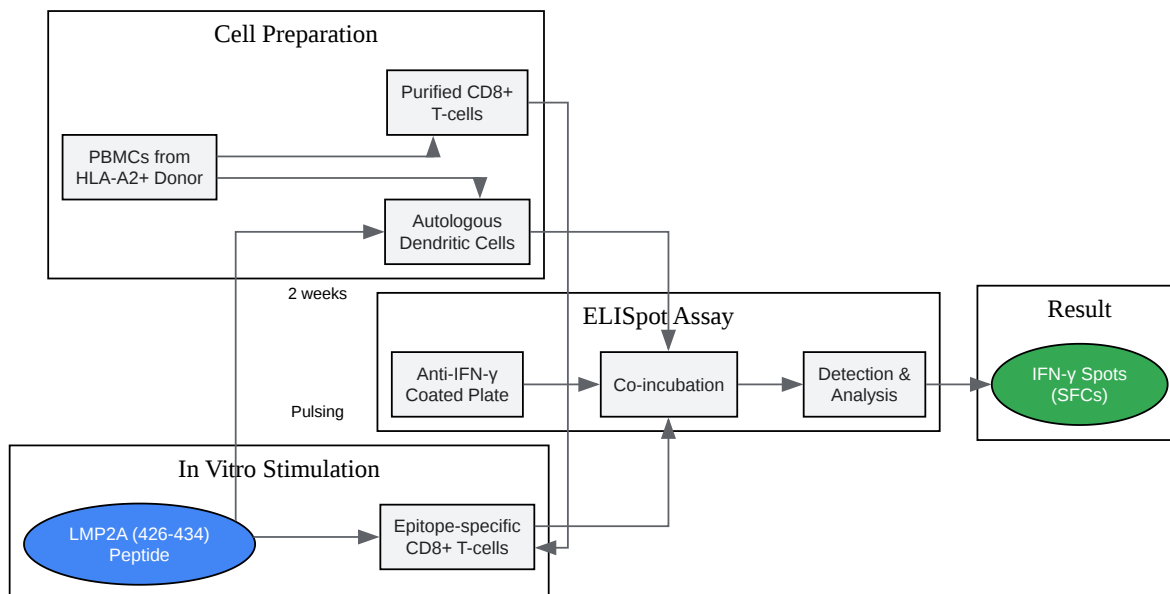 Cell Preparation
Purified CD8+
T-cells
PBMCs from
HLA-A2+ Donor
Autologous
Dendritic Cells
2 weeks
ELISpot Assay
Result
Anti-IFN-γ
Coated Plate
Co-incubation
Detection &
Analysis
IFN-γ Spots
(SFCs)
Pulsing
In Vitro Stimulation
LMP2A (426-434)
Peptide
Epitope-specific
CD8+ T-cells